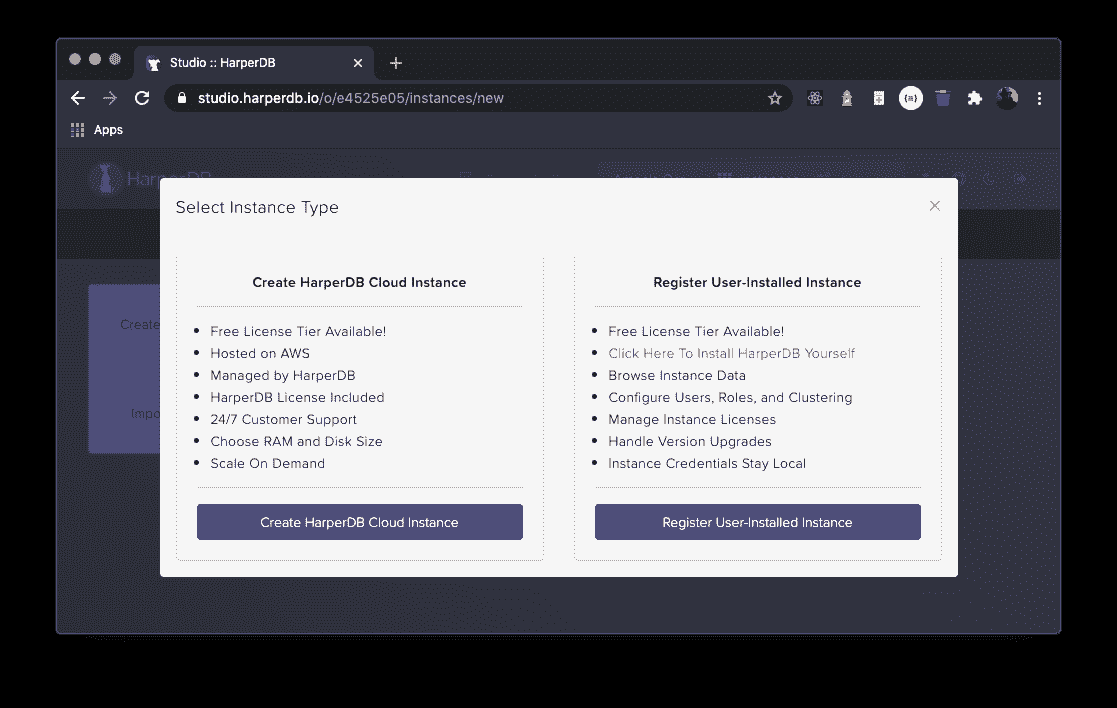 Studio :: HarperDB
studio.harperdb.io/o/e4525e05/instances/new
Apps
HarperDB
Select Instance Type
Create
Create HarperDB Cloud Instance
Free License Tier Available!
Hosted on AWS
Managed by HarperDB
HarperDB License Included
24/7 Customer Support
Choose RAM and Disk Size
Scale On Demand
Create HarperDB Cloud Instance
Register User-Installed Instance
Free License Tier Available!
Click Here To Install HarperDB Yourself
Browse Instance Data
Configure Users, Roles, and Clustering
Manage Instance Licenses
Handle Version Upgrades
Instance Credentials Stay Local
Register User-Installed Instance
Impo